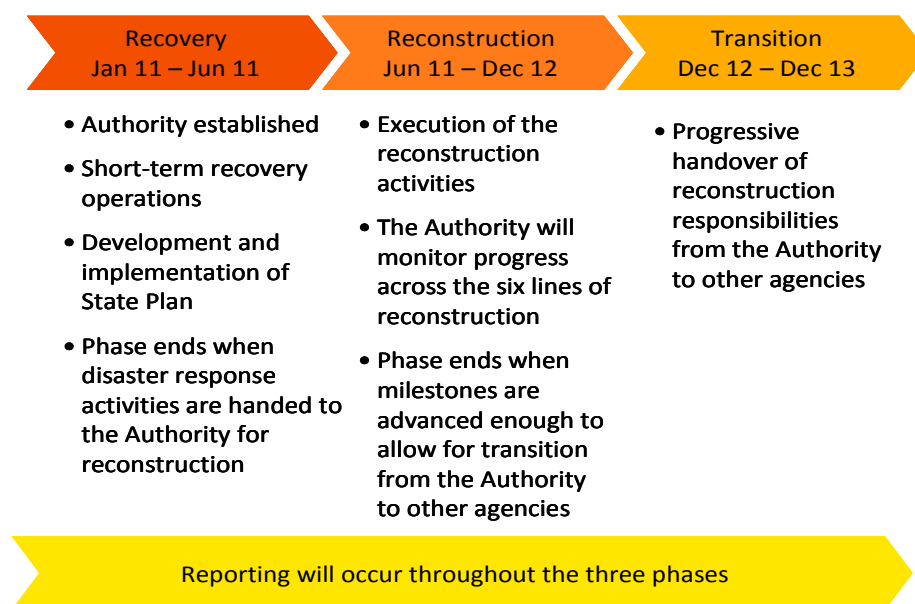 Recovery
Jan 11 – Jun 11
Reconstruction
Jun 11 – Dec 12
Transition
Dec 12 – Dec 13
• Authority established
• Short-term recovery
operations
• Development and
implementation of
State Plan
• Phase ends when
disaster response
activities are handed to
the Authority for
reconstruction
• Execution of the
reconstruction
activities
• The Authority will
monitor progress
across the six lines of
reconstruction
• Phase ends when
milestones are
advanced enough to
allow for transition
from the Authority
to other agencies
• Progressive
handover of
reconstruction
responsibilities
from the Authority
to other agencies
Reporting will occur throughout the three phases